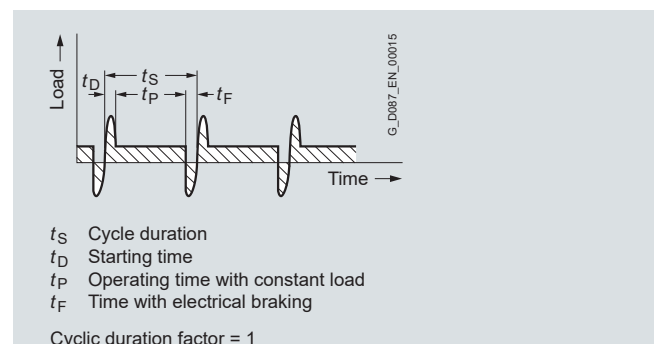 Load
tD
tS
tP
tF
G_D087_EN_00015
Time
tS Cycle duration
tD Starting time
tP Operating time with constant load
tF Time with electrical braking
Cyclic duration factor = 1